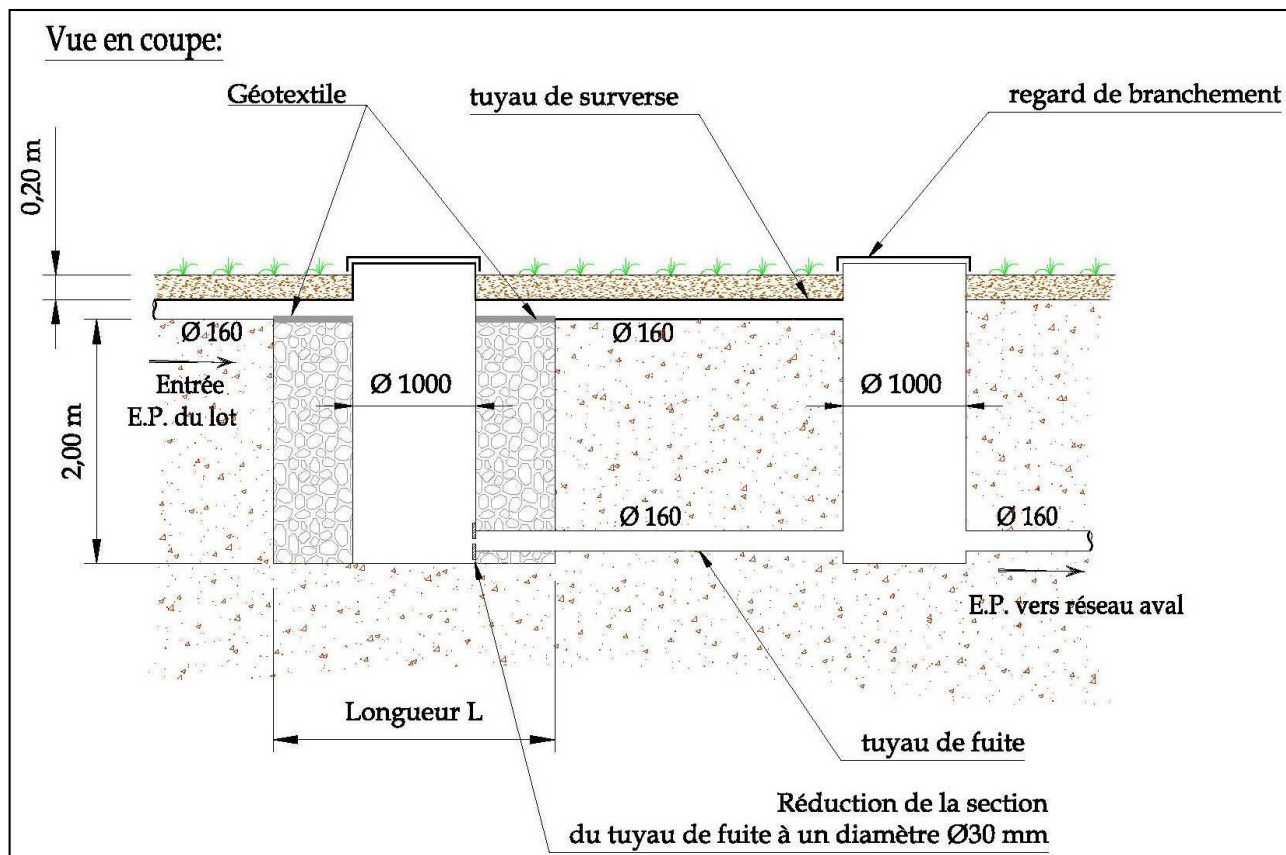 Vue en coupe:
Géotextile
tuyau de surverse
regard de branchement
0,20 m
Ø 160
Ø 160
Entrée
E.P. du lot
Ø 1000
Ø 1000
2,00 m
Ø 160
Ø 160
E.P. vers réseau aval
Longueur L
tuyau de fuite
Réduction de la section
du tuyau de fuite à un diamètre Ø30 mm